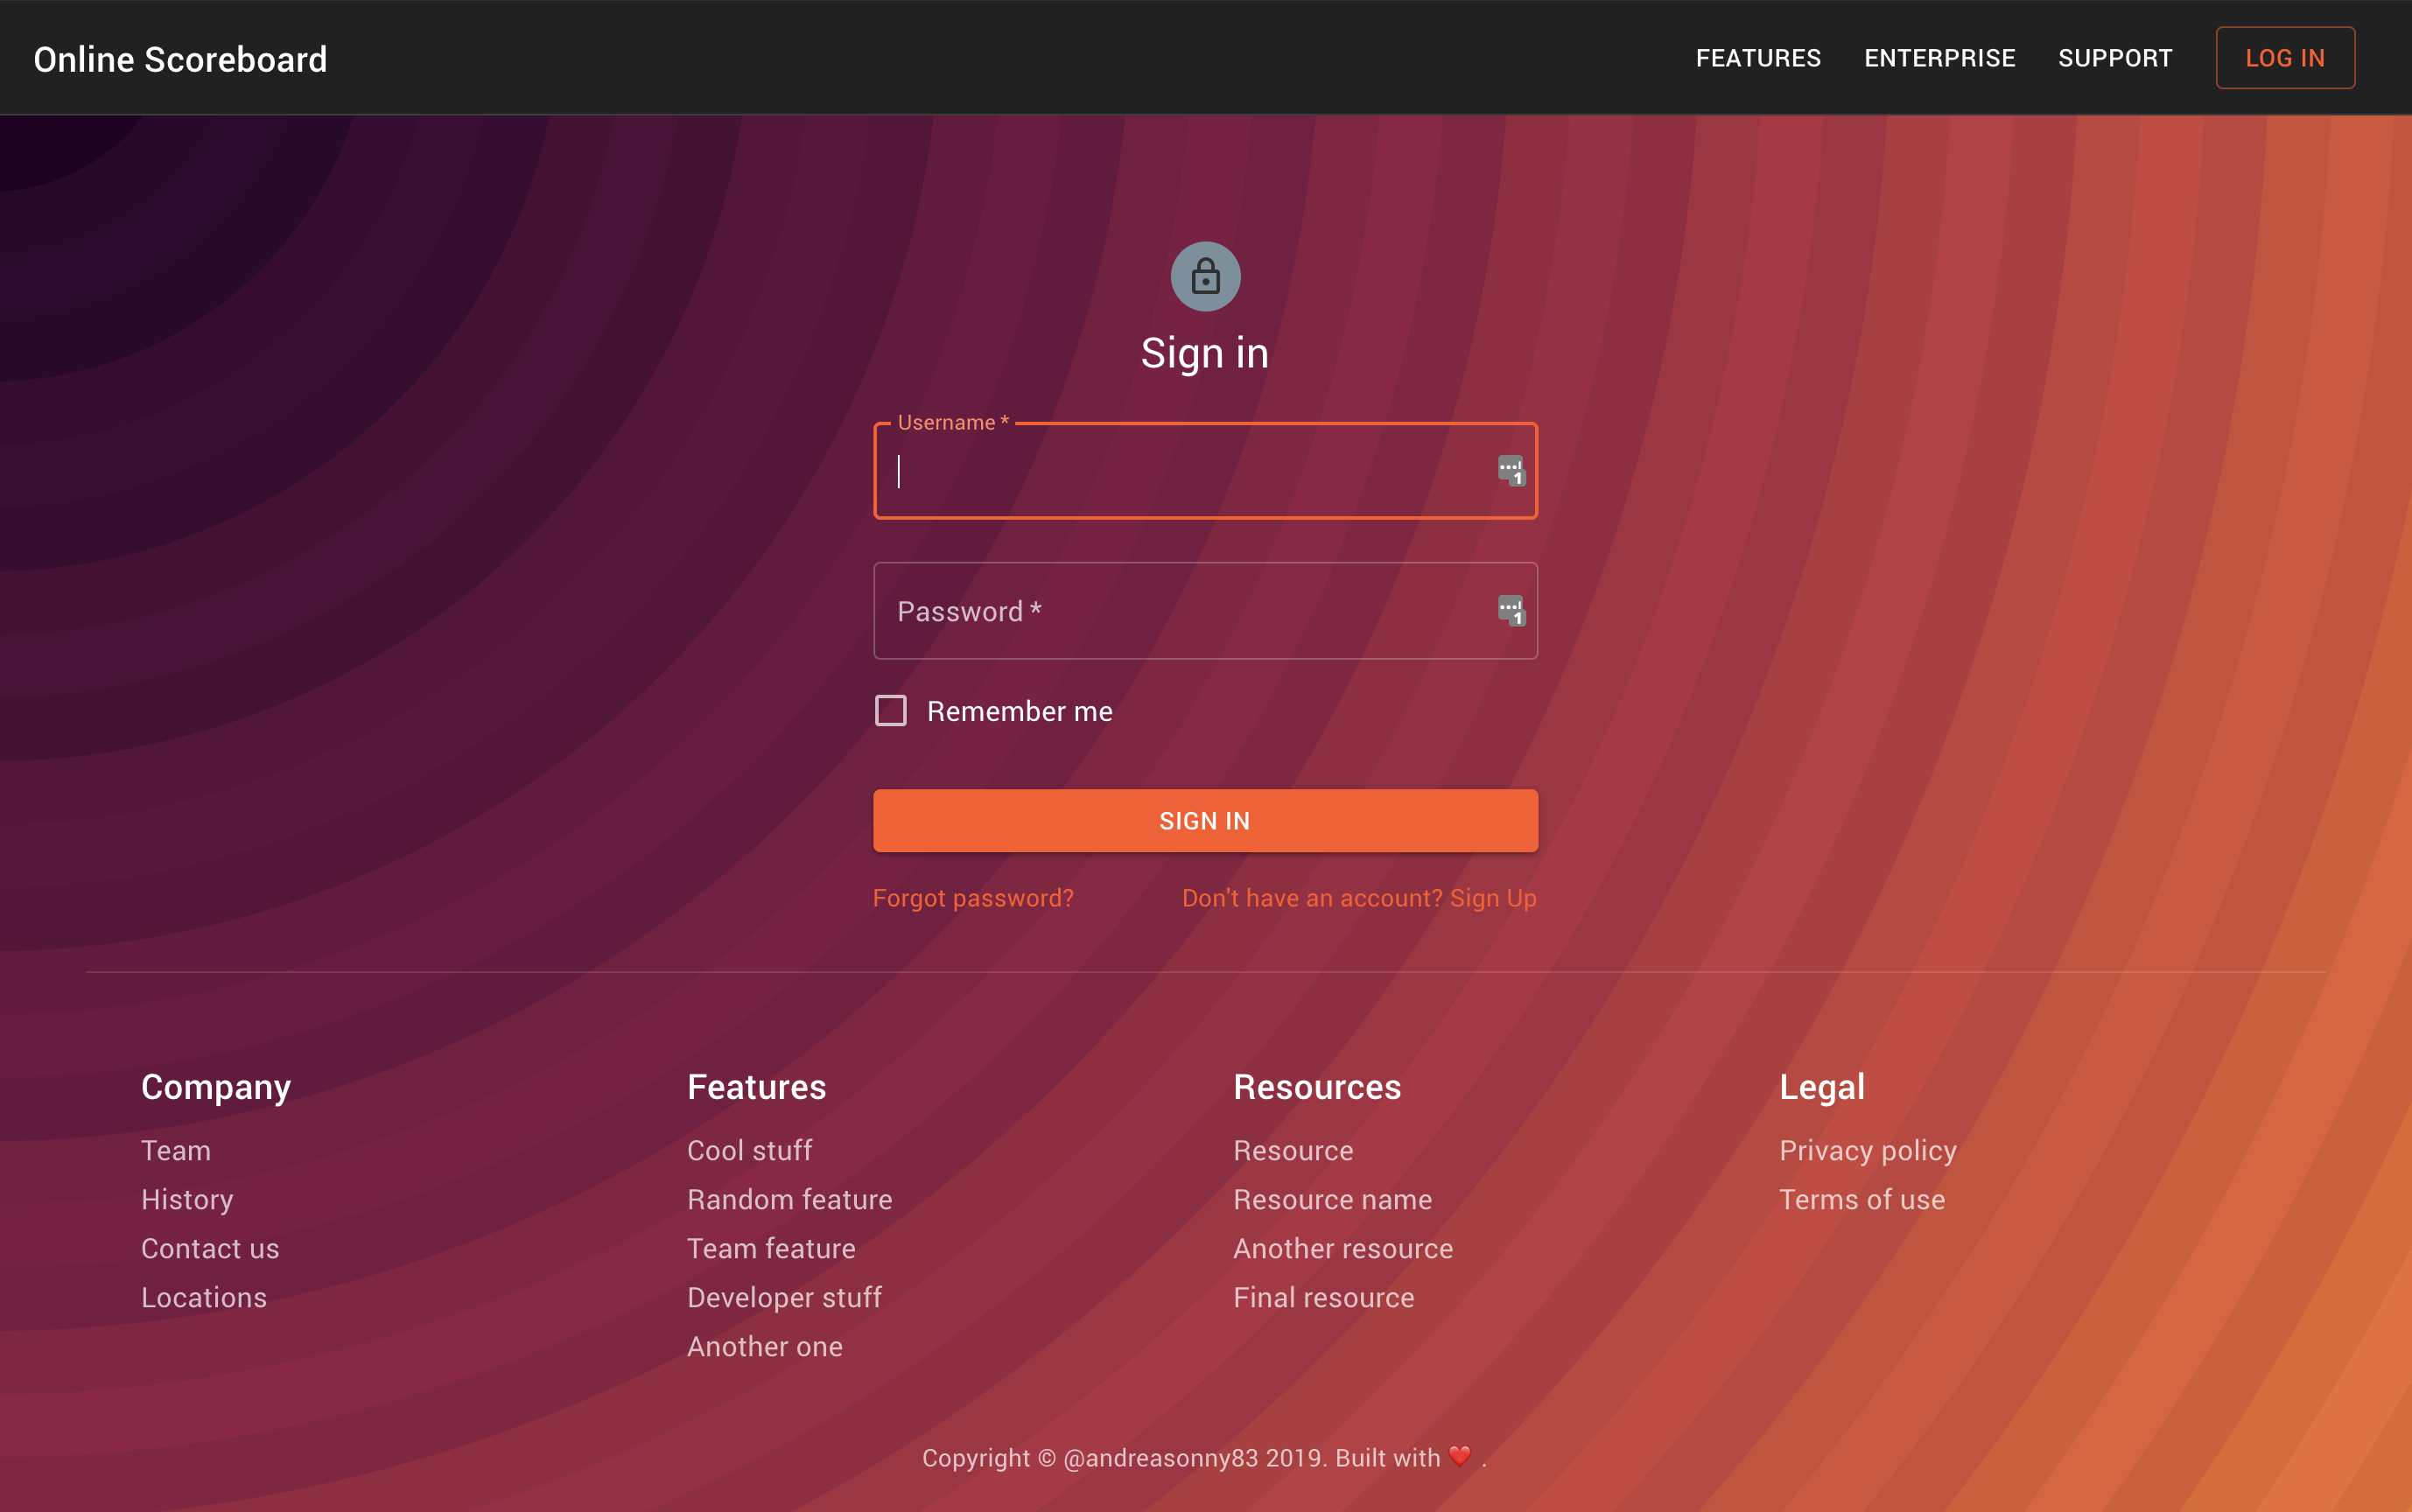 Online Scoreboard
FEATURES ENTERPRISE SUPPORT LOG IN
Sign in
Username *
1
Password *
1
Remember me
SIGN IN
Forgot password? Don't have an account? Sign Up
Company
Team
History
Contact us
Locations
Features
Cool stuff
Random feature
Team feature
Developer stuff
Another one
Resources
Resource
Resource name
Another resource
Final resource
Legal
Privacy policy
Terms of use
Copyright © @andreasonny83 2019. Built with ❤️ .